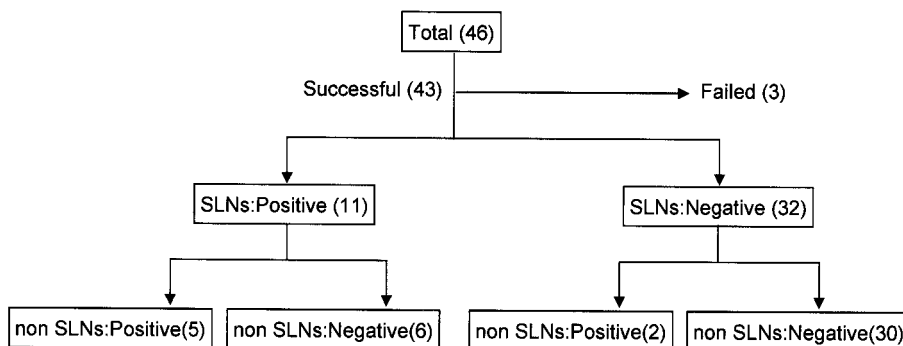 Total (46)
Successful (43)
Failed (3)
SLNs:Positive (11)
SLNs:Negative (32)
non SLNs:Positive(5)
non SLNs:Negative(6)
non SLNs:Positive(2)
non SLNs:Negative(30)